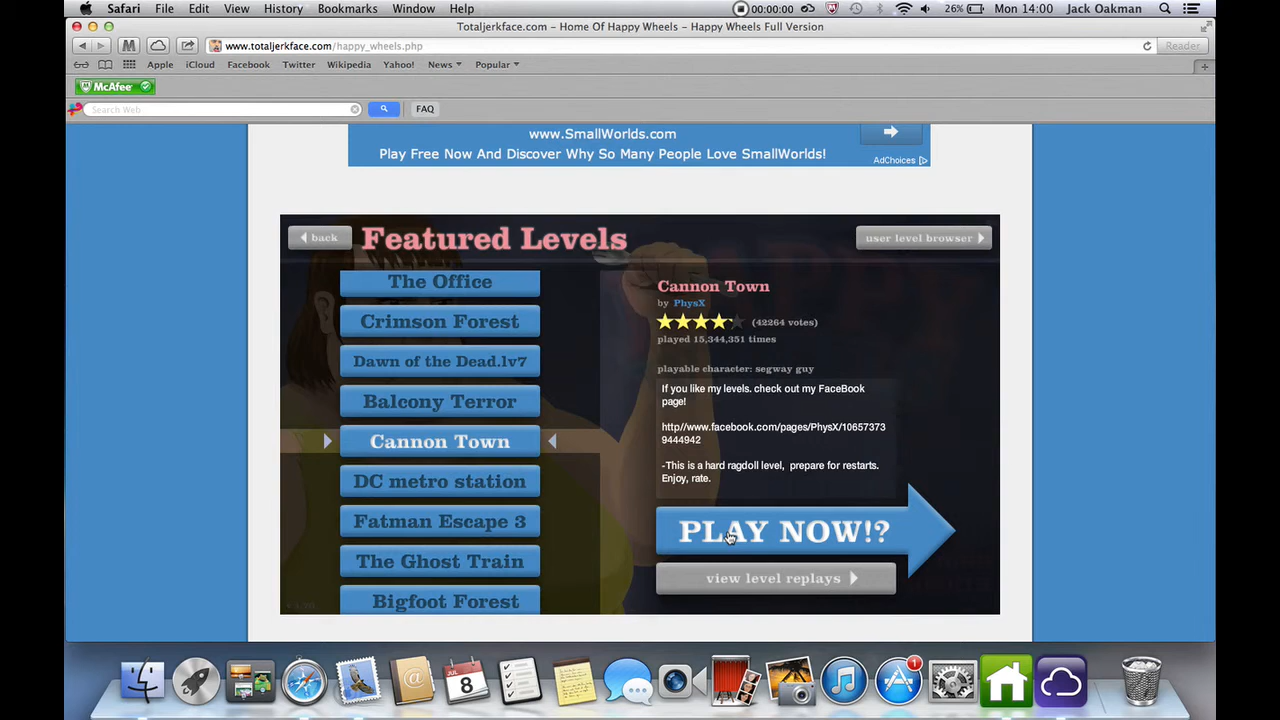 Safari File Edit View History Bookmarks Window Help 00:00:00 26% Mon 14:00 Jack Oakman
Totaljerkface.com – Home Of Happy Wheels – Happy Wheels Full Version
www.totaljerkface.com/happy_wheels.php Reader
Apple iCloud Facebook Twitter Wikipedia Yahoo! News Popular
McAfee
Search Web FAQ
www.SmallWorlds.com
Play Free Now And Discover Why So Many People Love SmallWorlds!
AdChoices
back Featured Levels user level browser
The Office
Crimson Forest
Dawn of the Dead.lv7
Balcony Terror
Cannon Town
DC metro station
Fatman Escape 3
The Ghost Train
Bigfoot Forest
Cannon Town
by PhysX
(42264 votes)
played 15,344,351 times
playable character: segway guy
If you like my levels. check out my FaceBook
page!
http://www.facebook.com/pages/PhysX/10657373
9444942
-This is a hard ragdoll level, prepare for restarts.
Enjoy, rate.
PLAY NOW!?
view level replays
JUL
8
1